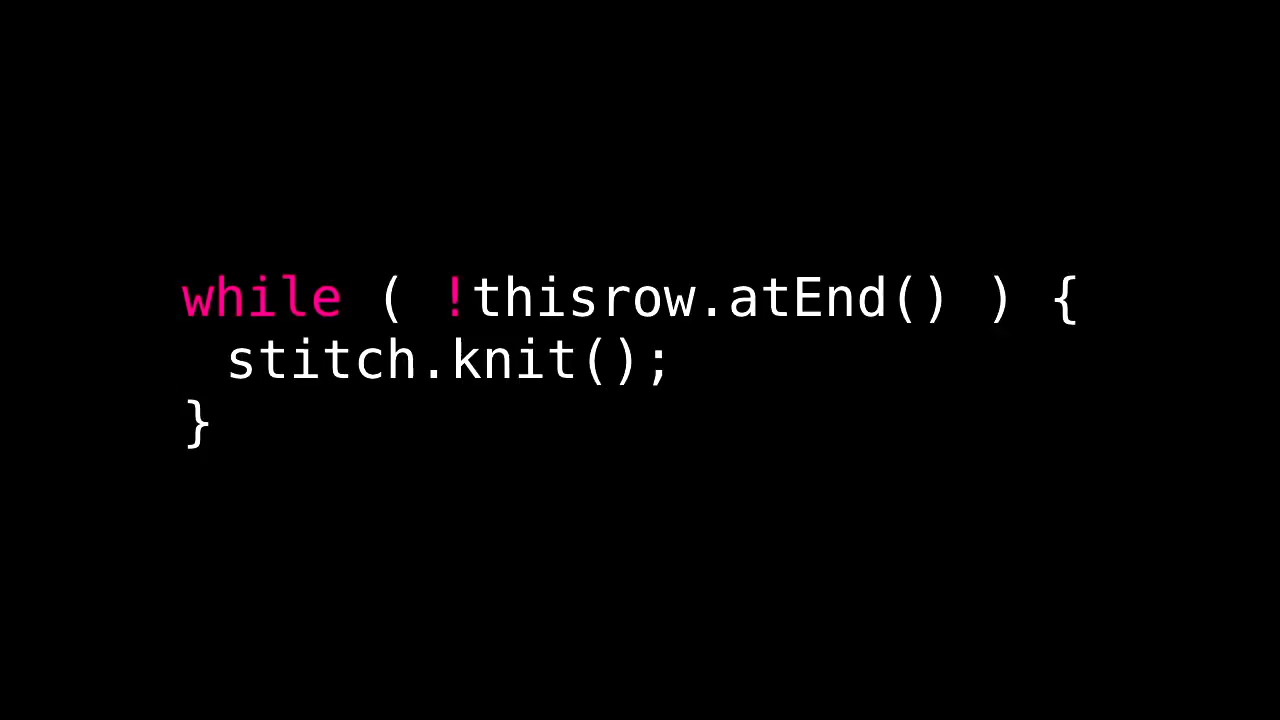 while ( !thisrow.atEnd() ) {
 stitch.knit();
}